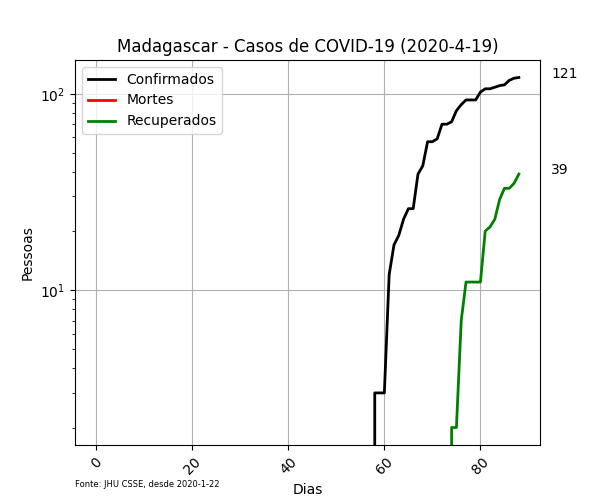 Madagascar - Casos de COVID-19 (2020-4-19)
Confirmados
Mortes
Recuperados
121
39
10²
10¹
Pessoas
0
20
40
60
80
Dias
Fonte: JHU CSSE, desde 2020-1-22